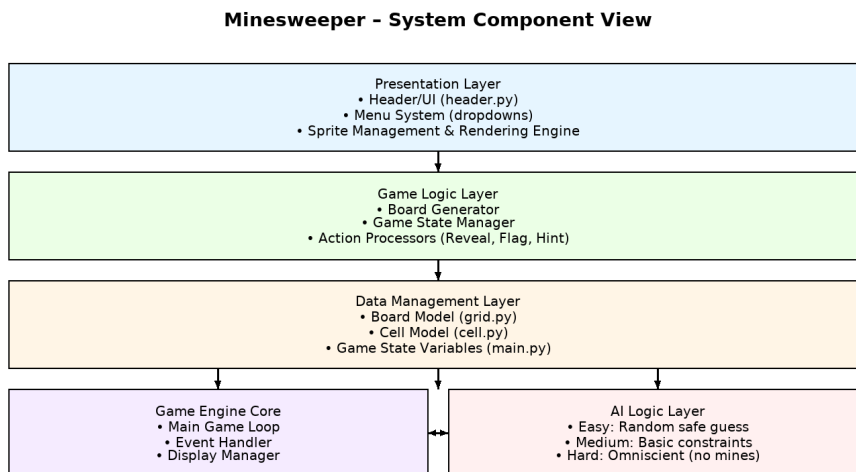 Minesweeper – System Component View
Presentation Layer
• Header/UI (header.py)
• Menu System (dropdowns)
• Sprite Management & Rendering Engine
Game Logic Layer
• Board Generator
• Game State Manager
• Action Processors (Reveal, Flag, Hint)
Data Management Layer
• Board Model (grid.py)
• Cell Model (cell.py)
• Game State Variables (main.py)
Game Engine Core
• Main Game Loop
• Event Handler
• Display Manager
AI Logic Layer
• Easy: Random safe guess
• Medium: Basic constraints
• Hard: Omniscient (no mines)